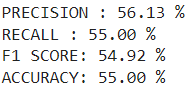 PRECISION : 56.13 %
RECALL : 55.00 %
F1 SCORE: 54.92 %
ACCURACY: 55.00 %